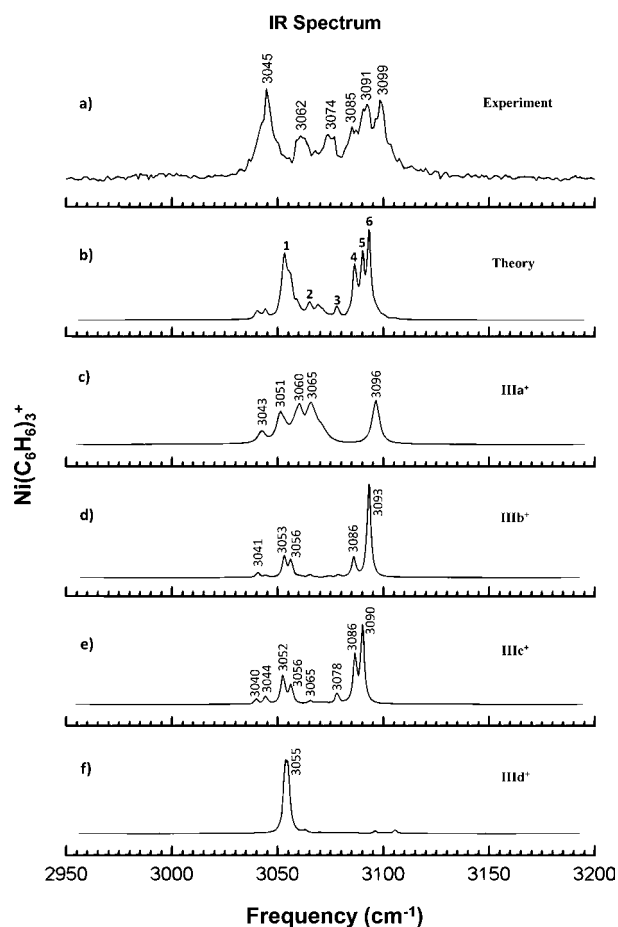 IR Spectrum
a)
3045
3062
3074
3085
3091
3099
Experiment
b)
1
2
3
4
5
6
Theory
c)
3043
3051
3060
3065
3096
IIIa⁺
d)
3041
3053
3056
3086
3093
IIIb⁺
e)
3040
3044
3052
3056
3065
3078
3086
3090
IIIc⁺
f)
3055
IIId⁺
Ni(C₆H₆)₃⁺
2950 3000 3050 3100 3150 3200
Frequency (cm⁻¹)